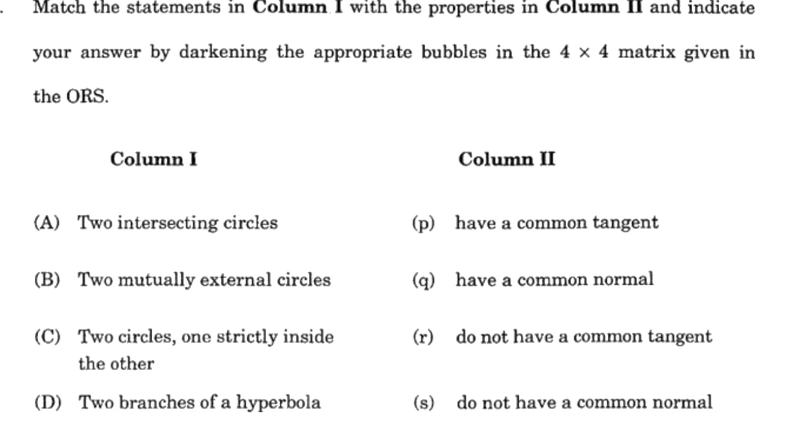 Match the statements in Column I with the properties in Column II and indicate
your answer by darkening the appropriate bubbles in the 4 × 4 matrix given in
the ORS.
Column I Column II
(A) Two intersecting circles (p) have a common tangent
(B) Two mutually external circles (q) have a common normal
(C) Two circles, one strictly inside (r) do not have a common tangent
the other
(D) Two branches of a hyperbola (s) do not have a common normal